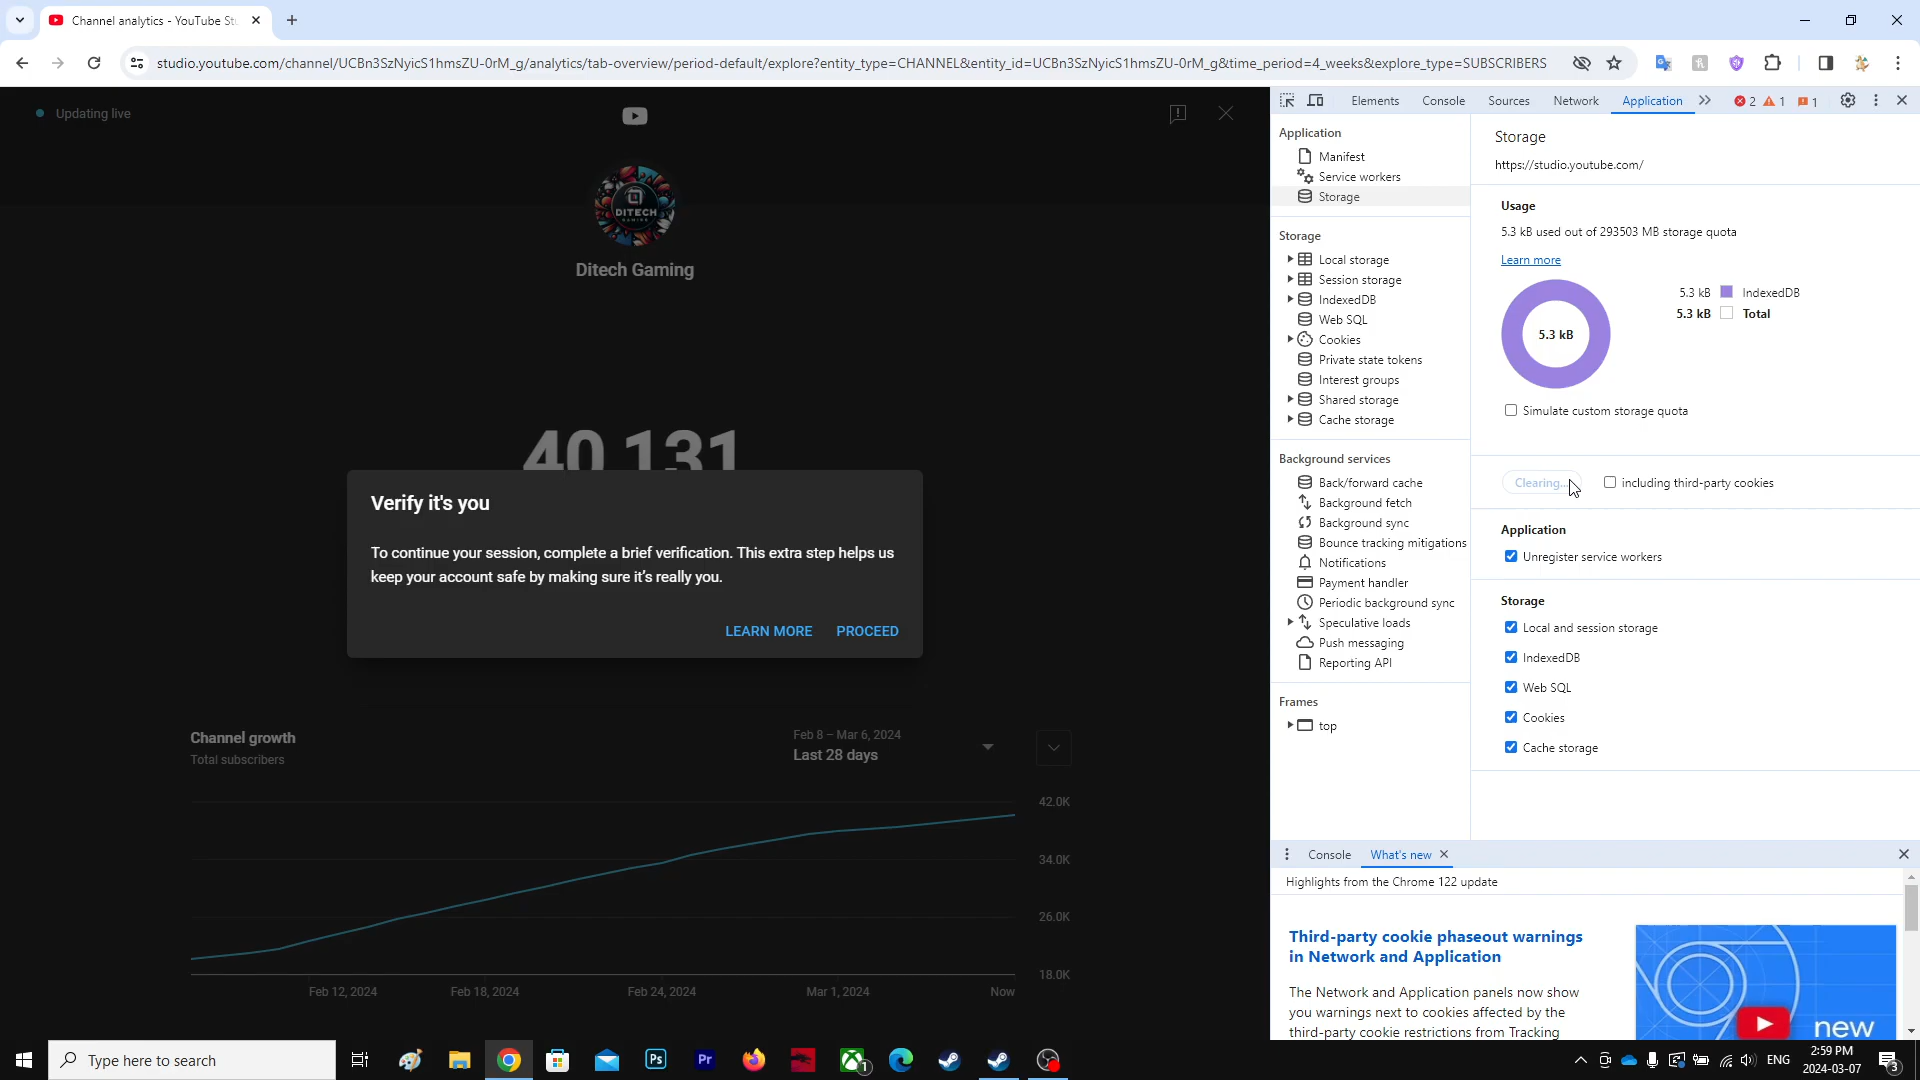 Channel analytics - YouTube Stu
studio.youtube.com/channel/UCBn3SzNyicS1hmsZU-0rM_g/analytics/tab-overview/period-default/explore?entity_type=CHANNEL&entity_id=UCBn3SzNyicS1hmsZU-0rM_g&time_period=4_weeks&explore_type=SUBSCRIBERS
Updating live
DITECH
GAMING
Ditech Gaming
40,131
Verify it's you
To continue your session, complete a brief verification. This extra step helps us
keep your account safe by making sure it's really you.
LEARN MORE
PROCEED
Channel growth
Total subscribers
Feb 8 – Mar 6, 2024
Last 28 days
42.0K
34.0K
26.0K
18.0K
Feb 12, 2024
Feb 18, 2024
Feb 24, 2024
Mar 1, 2024
Now
Elements
Console
Sources
Network
Application
2
1
1
Application
Manifest
Service workers
Storage
Storage
Local storage
Session storage
IndexedDB
Web SQL
Cookies
Private state tokens
Interest groups
Shared storage
Cache storage
Background services
Back/forward cache
Background fetch
Background sync
Bounce tracking mitigations
Notifications
Payment handler
Periodic background sync
Speculative loads
Push messaging
Reporting API
Frames
top
Storage
https://studio.youtube.com/
Usage
5.3 kB used out of 293503 MB storage quota
Learn more
5.3 kB
5.3 kB IndexedDB
5.3 kB Total
Simulate custom storage quota
Clearing...
including third-party cookies
Application
Unregister service workers
Storage
Local and session storage
IndexedDB
Web SQL
Cookies
Cache storage
Console
What's new
Highlights from the Chrome 122 update
Third-party cookie phaseout warnings
in Network and Application
The Network and Application panels now show
you warnings next to cookies affected by the
third-party cookie restrictions from Tracking
new
Type here to search
Ps
Pr
1
ENG
2:59 PM
2024-03-07
3